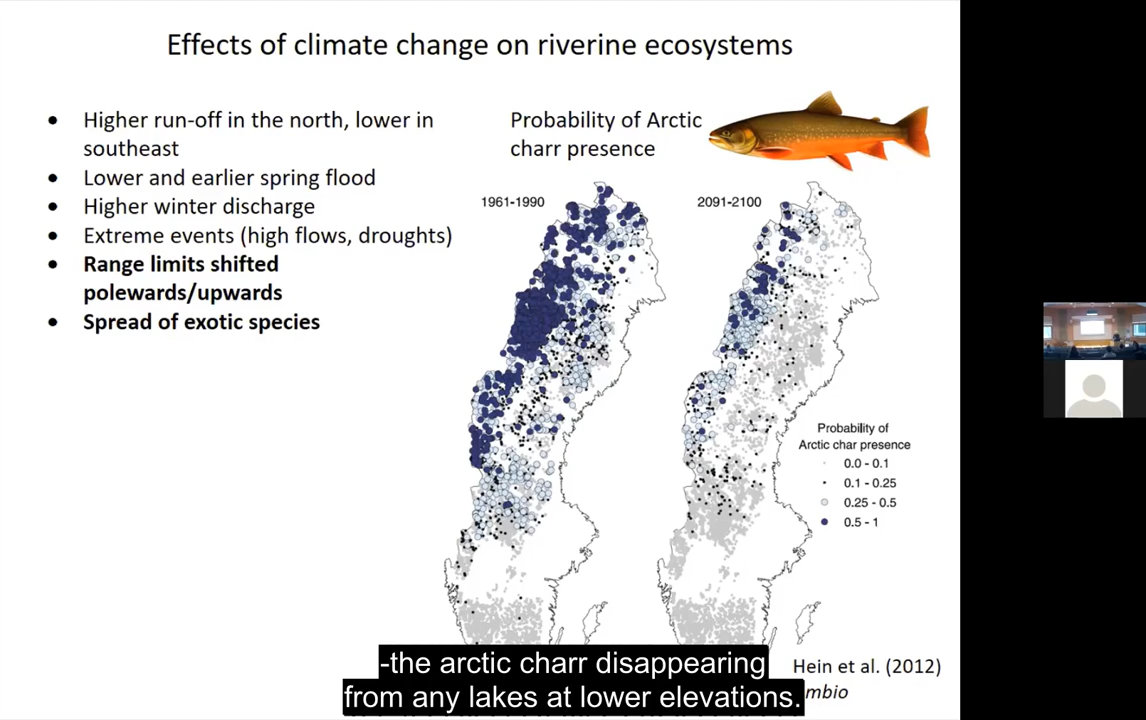 Effects of climate change on riverine ecosystems
• Higher run-off in the north, lower in
southeast
• Lower and earlier spring flood
• Higher winter discharge
• Extreme events (high flows, droughts)
• Range limits shifted
polewards/upwards
• Spread of exotic species
Probability of Arctic
charr presence
1961-1990
2091-2100
Probability of
Arctic char presence
0.0 - 0.1
0.1 - 0.25
0.25 - 0.5
0.5 - 1
Hein et al. (2012)
mbio
-the arctic charr disappearing
from any lakes at lower elevations.